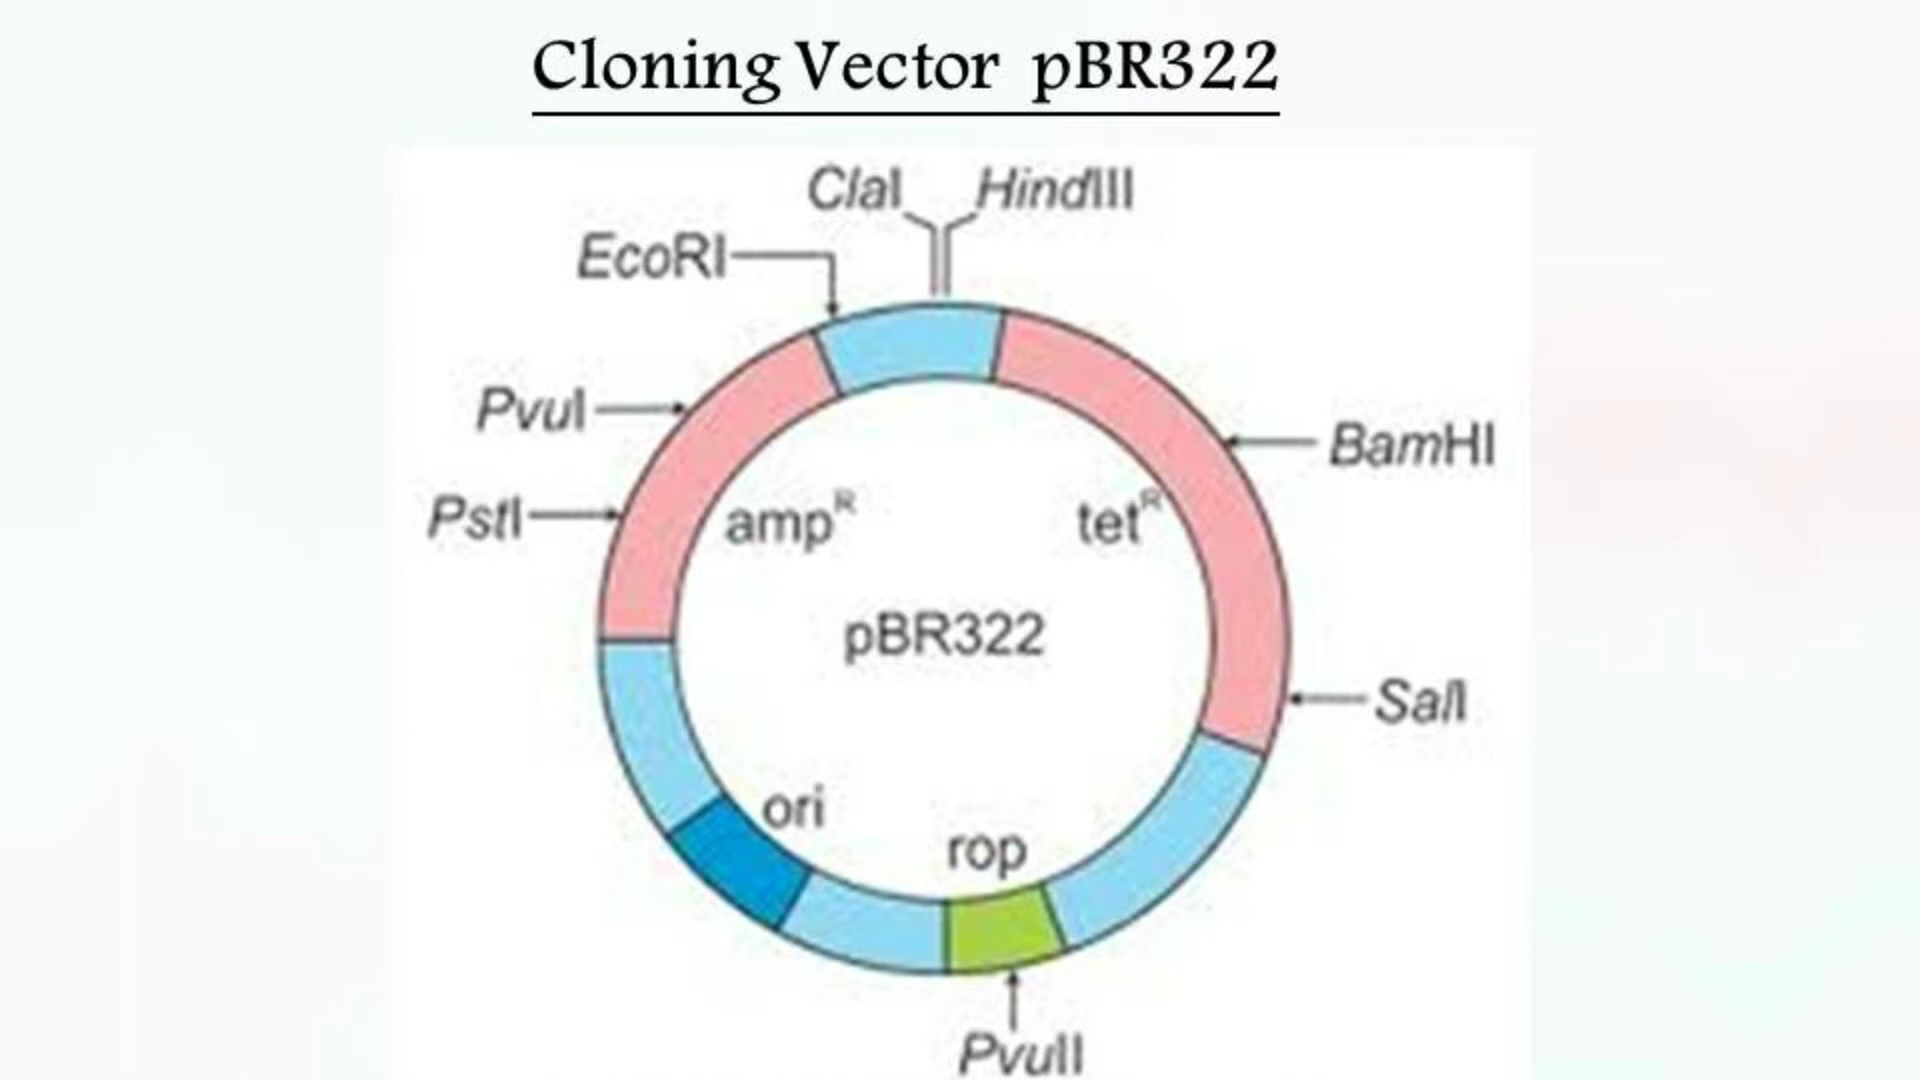 Cloning Vector pBR322
ClaI HindIII
EcoRI
PvuI
BamHI
PstI
amp^R tet^R
pBR322
SalI
ori
rop
PvuII